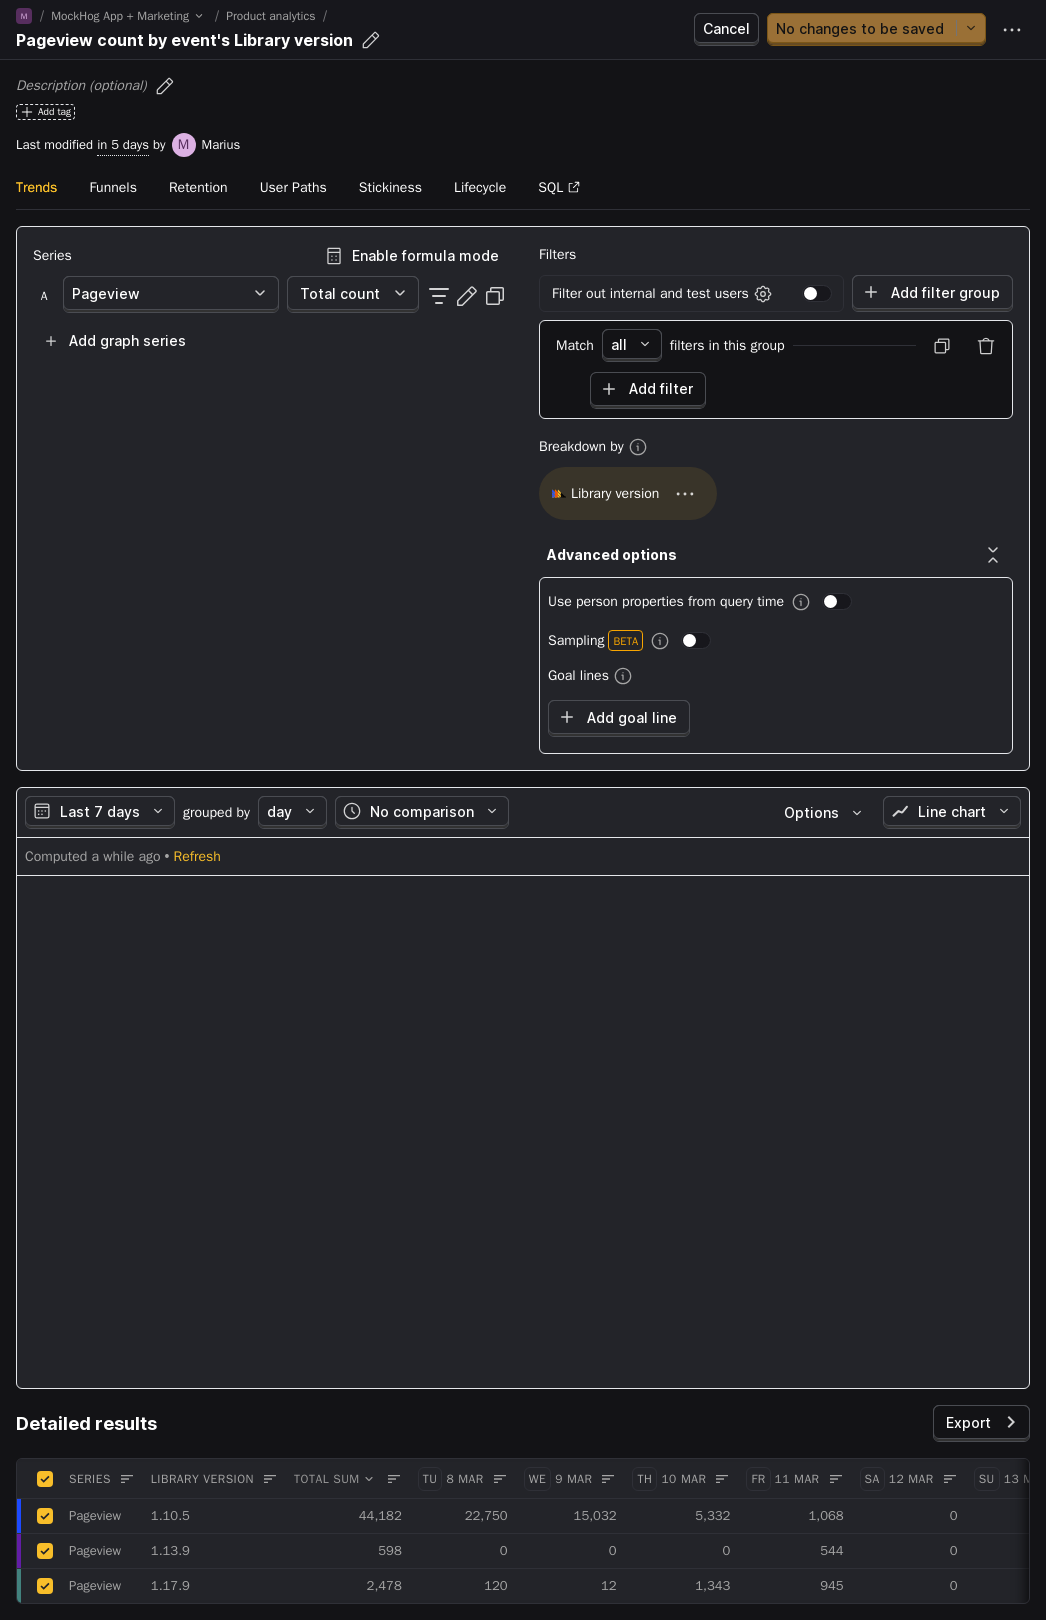 M / MockHog App + Marketing / Product analytics /
Pageview count by event's Library version
Cancel
No changes to be saved
Description (optional)
Add tag
Last modified in 5 days by M Marius
Trends Funnels Retention User Paths Stickiness Lifecycle SQL
Series
Enable formula mode
A Pageview Total count
Add graph series
Filters
Filter out internal and test users
Add filter group
Match all filters in this group
Add filter
Breakdown by
Library version
Advanced options
Use person properties from query time
Sampling BETA
Goal lines
Add goal line
Last 7 days grouped by day No comparison Options Line chart
Computed a while ago • Refresh
Detailed results
Export
SERIES LIBRARY VERSION TOTAL SUM TU 8 MAR WE 9 MAR TH 10 MAR FR 11 MAR SA 12 MAR SU 13
Pageview 1.10.5 44,182 22,750 15,032 5,332 1,068 0
Pageview 1.13.9 598 0 0 0 544 0
Pageview 1.17.9 2,478 120 12 1,343 945 0